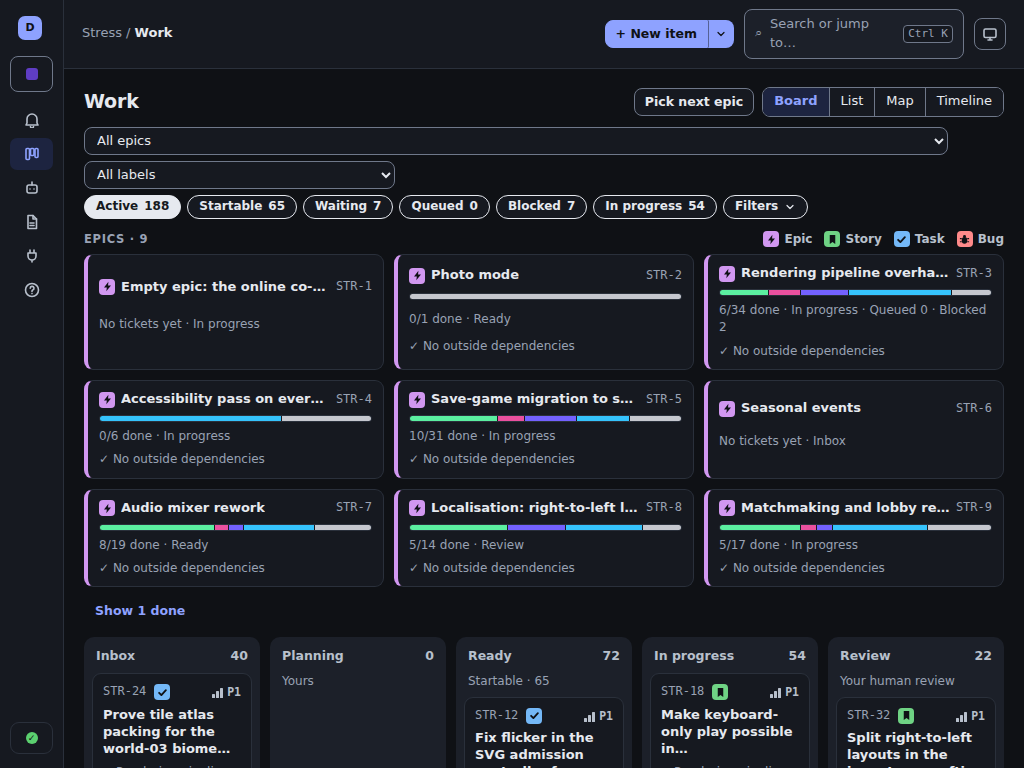 D
Stress / Work
+ New item
Search or jump to…
Ctrl K
Work
Pick next epic
Board
List
Map
Timeline
All epics
All labels
Active 188
Startable 65
Waiting 7
Queued 0
Blocked 7
In progress 54
Filters
EPICS · 9
Epic
Story
Task
Bug
Empty epic: the online co-… STR-1
No tickets yet · In progress
Photo mode STR-2
0/1 done · Ready
✓ No outside dependencies
Rendering pipeline overha… STR-3
6/34 done · In progress · Queued 0 · Blocked
2
✓ No outside dependencies
Accessibility pass on ever… STR-4
0/6 done · In progress
✓ No outside dependencies
Save-game migration to s… STR-5
10/31 done · In progress
✓ No outside dependencies
Seasonal events STR-6
No tickets yet · Inbox
Audio mixer rework STR-7
8/19 done · Ready
✓ No outside dependencies
Localisation: right-to-left l… STR-8
5/14 done · Review
✓ No outside dependencies
Matchmaking and lobby re… STR-9
5/17 done · In progress
✓ No outside dependencies
Show 1 done
Inbox 40
STR-24 P1
Prove tile atlas
packing for the
world-03 biome…
Planning 0
Yours
Ready 72
Startable · 65
STR-12 P1
Fix flicker in the
SVG admission
In progress 54
STR-18 P1
Make keyboard-
only play possible
in…
Review 22
Your human review
STR-32 P1
Split right-to-left
layouts in the